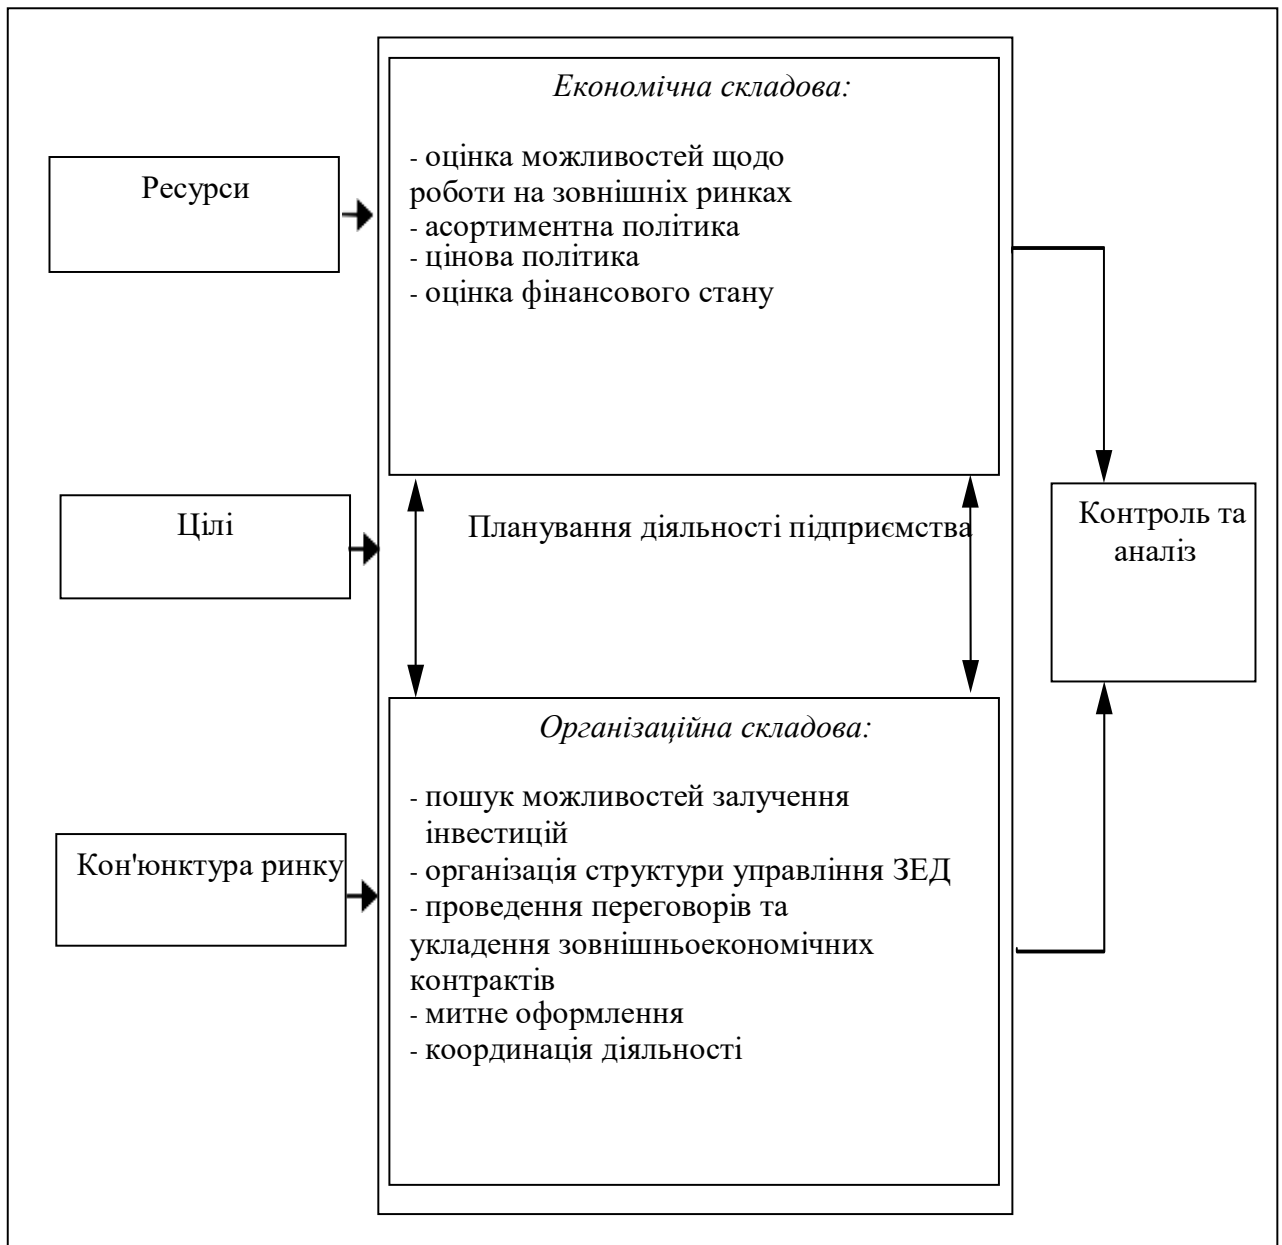 Економічна складова:
- оцінка можливостей щодо
роботи на зовнішніх ринках
- асортиментна політика
- цінова політика
- оцінка фінансового стану
Ресурси
Цілі
Планування діяльності підприємства
Контроль та
аналіз
Організаційна складова:
- пошук можливостей залучення
інвестицій
- організація структури управління ЗЕД
- проведення переговорів та
укладення зовнішньоекономічних
контрактів
- митне оформлення
- координація діяльності
Кон'юнктура ринку